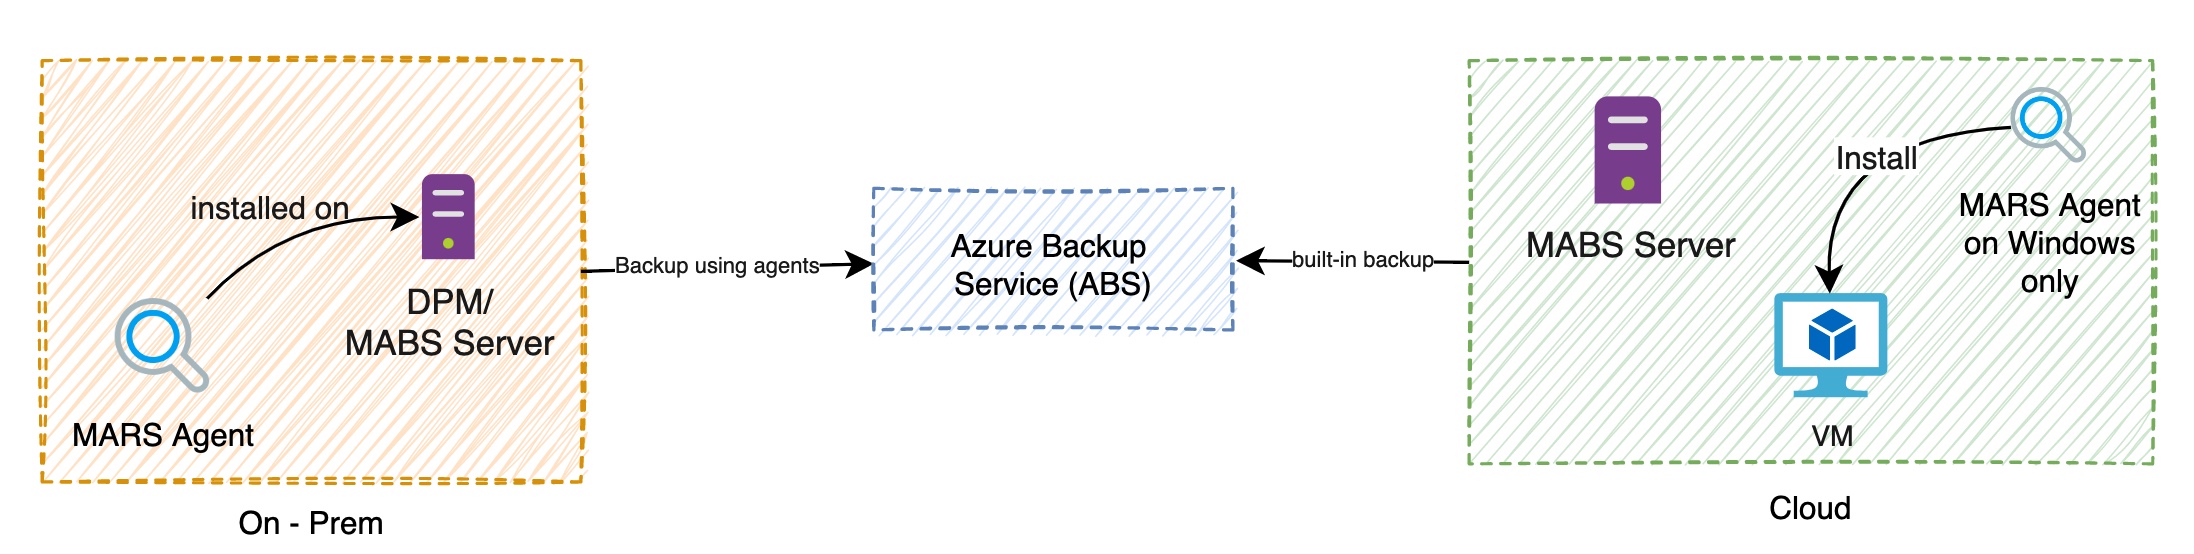 installed on
DPM/
MABS Server
MARS Agent
On - Prem
Backup using agents
Azure Backup
Service (ABS)
built-in backup
MABS Server
Install
MARS Agent
on Windows
only
VM
Cloud